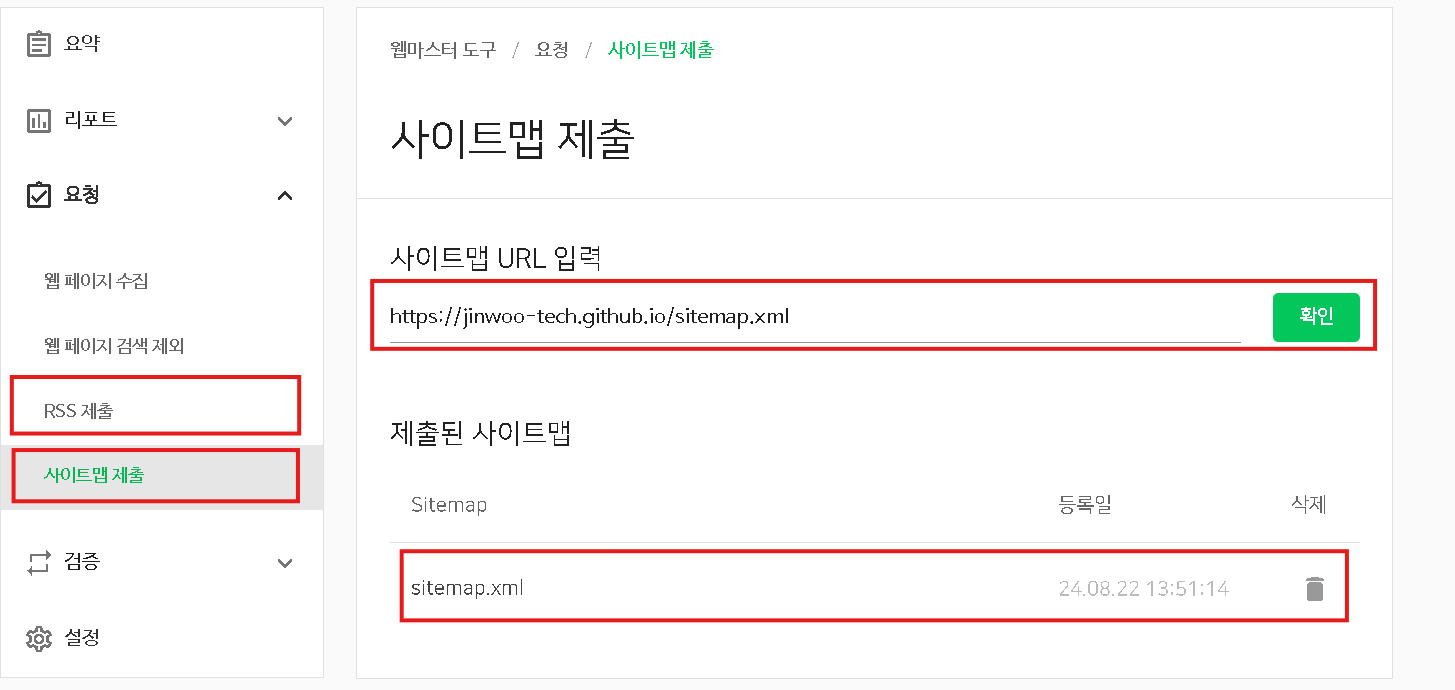 요약
리포트
요청
웹 페이지 수집
웹 페이지 검색 제외
RSS 제출
사이트맵 제출
검증
설정
웹마스터 도구 / 요청 / 사이트맵 제출
사이트맵 제출
사이트맵 URL 입력
https://jinwoo-tech.github.io/sitemap.xml 확인
제출된 사이트맵
Sitemap 등록일 삭제
sitemap.xml 24.08.22 13:51:14